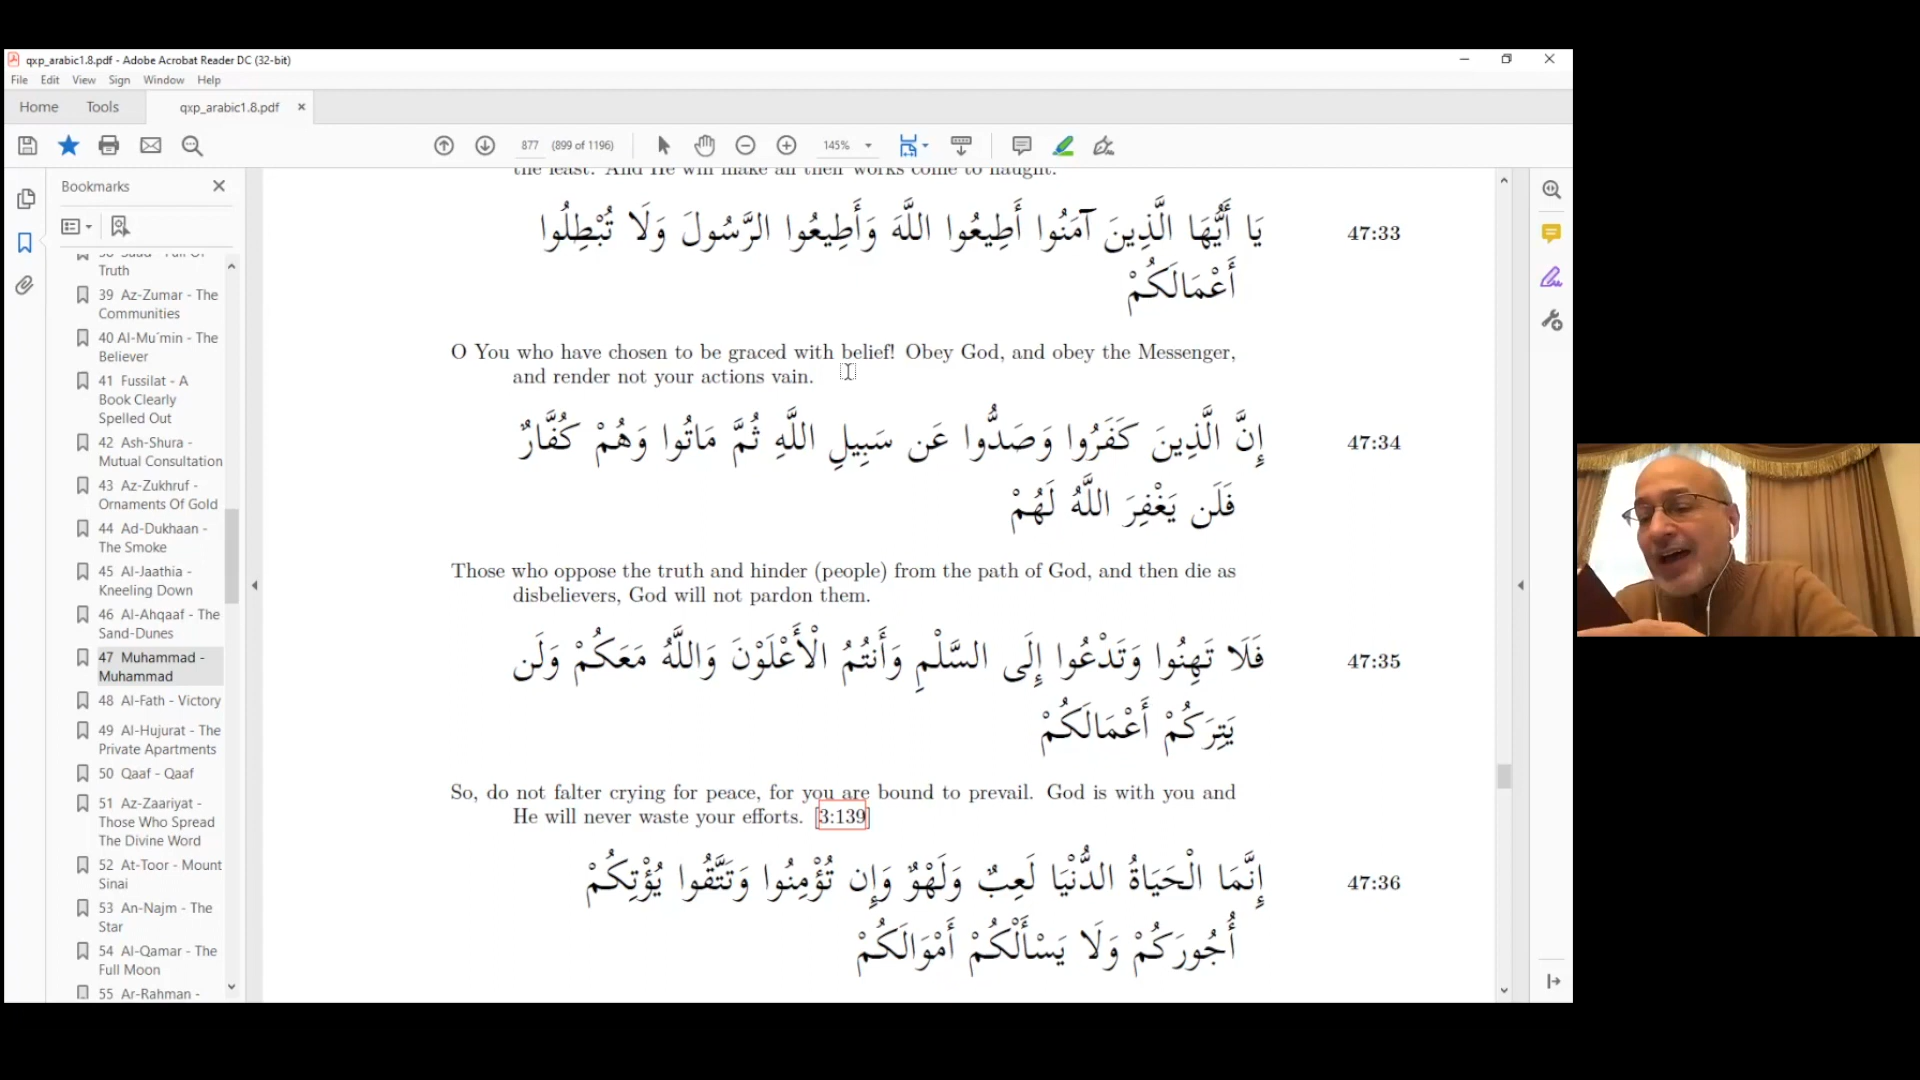 qxp_arabic1.8.pdf - Adobe Acrobat Reader DC (32-bit)
File Edit View Sign Window Help
Home Tools qxp_arabic1.8.pdf
877 (899 of 1196) 145%
Bookmarks
Truth
39 Az-Zumar - The
Communities
40 Al-Mu´min - The
Believer
41 Fussilat - A
Book Clearly
Spelled Out
42 Ash-Shura -
Mutual Consultation
43 Az-Zukhruf -
Ornaments Of Gold
44 Ad-Dukhaan -
The Smoke
45 Al-Jaathia -
Kneeling Down
46 Al-Ahqaaf - The
Sand-Dunes
47 Muhammad -
Muhammad
48 Al-Fath - Victory
49 Al-Hujurat - The
Private Apartments
50 Qaaf - Qaaf
51 Az-Zaariyat -
Those Who Spread
The Divine Word
52 At-Toor - Mount
Sinai
53 An-Najm - The
Star
54 Al-Qamar - The
Full Moon
55 Ar-Rahman -
the least. And He will make all their works come to naught.
يَا أَيُّهَا الَّذِينَ آمَنُوا أَطِيعُوا اللَّهَ وَأَطِيعُوا الرَّسُولَ وَلَا تُبْطِلُوا 47:33
أَعْمَالَكُمْ
O You who have chosen to be graced with belief! Obey God, and obey the Messenger,
and render not your actions vain.
إِنَّ الَّذِينَ كَفَرُوا وَصَدُّوا عَن سَبِيلِ اللَّهِ ثُمَّ مَاتُوا وَهُمْ كُفَّارٌ 47:34
فَلَن يَغْفِرَ اللَّهُ لَهُمْ
Those who oppose the truth and hinder (people) from the path of God, and then die as
disbelievers, God will not pardon them.
فَلَا تَهِنُوا وَتَدْعُوا إِلَى السَّلْمِ وَأَنتُمُ الْأَعْلَوْنَ وَاللَّهُ مَعَكُمْ وَلَن 47:35
يَتِرَكُمْ أَعْمَالَكُمْ
So, do not falter crying for peace, for you are bound to prevail. God is with you and
He will never waste your efforts. [3:139]
إِنَّمَا الْحَيَاةُ الدُّنْيَا لَعِبٌ وَلَهْوٌ وَإِن تُؤْمِنُوا وَتَتَّقُوا يُؤْتِكُمْ 47:36
أُجُورَكُمْ وَلَا يَسْأَلْكُمْ أَمْوَالَكُمْ